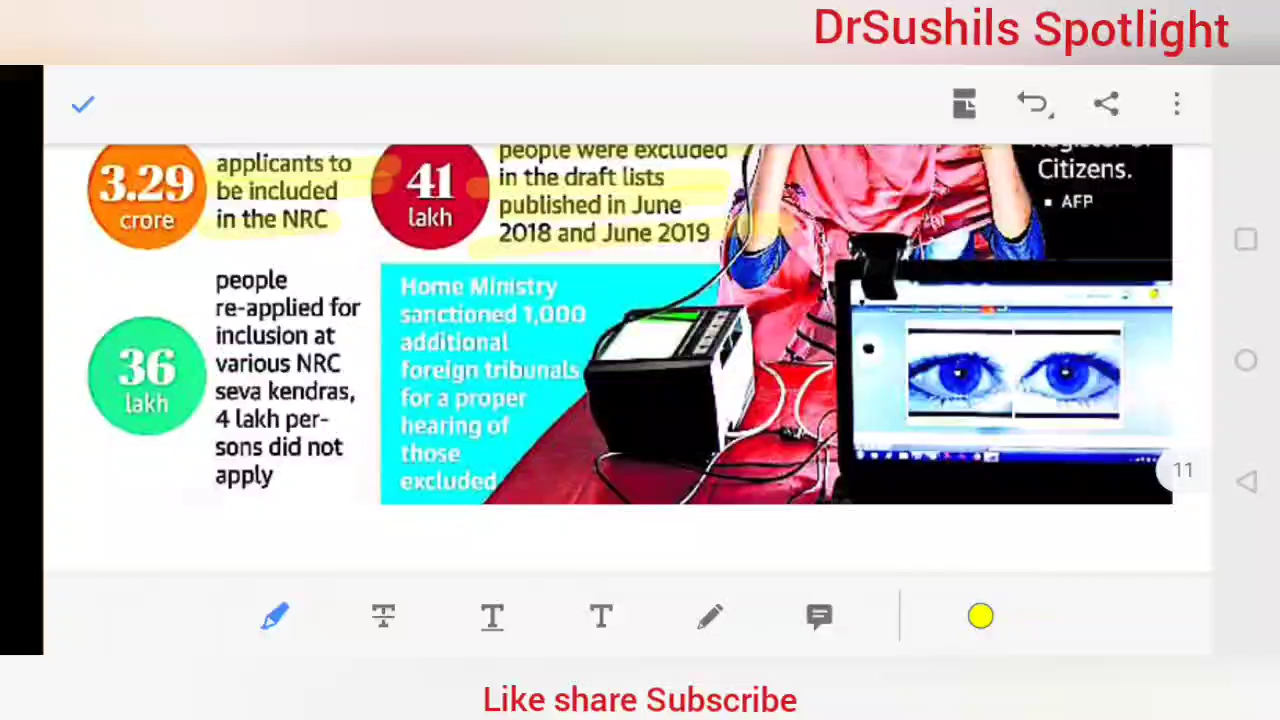 DrSushils Spotlight
3.29
crore
applicants to
be included
in the NRC
41
lakh
people were excluded
in the draft lists
published in June
2018 and June 2019
Citizens.
▪ AFP
36
lakh
people
re-applied for
inclusion at
various NRC
seva kendras,
4 lakh per-
sons did not
apply
Home Ministry
sanctioned 1,000
additional
foreign tribunals
for a proper
hearing of
those
excluded
11
Like share Subscribe